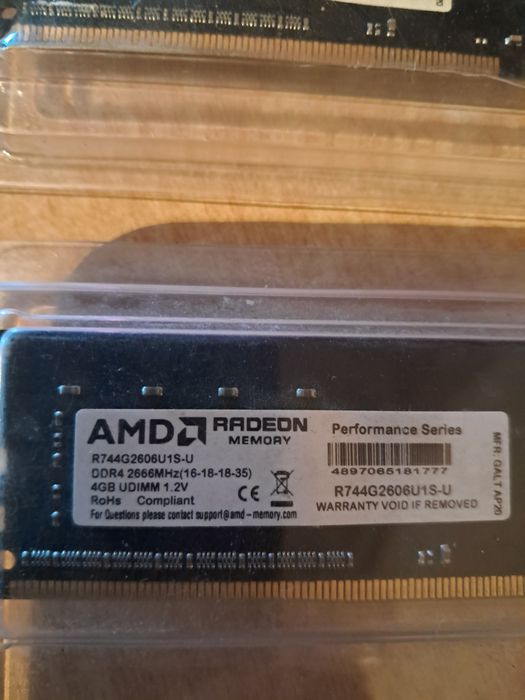 AMD RADEON
MEMORY
R744G2606U1S-U
DDR4 2666MHz(16-18-18-35)
4GB UDIMM 1.2V
RoHs Compliant
For Questions please contact support@amd-memory.com
CE
Performance Series
4897065181777
R744G2606U1S-U
WARRANTY VOID IF REMOVED
MFR: GALT AP20